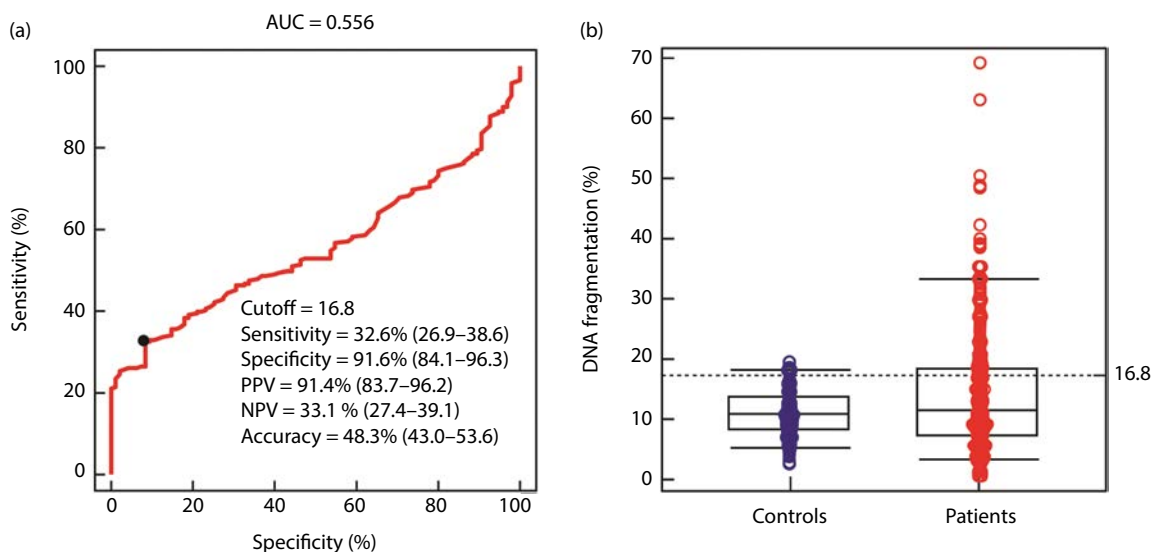 (a)
AUC = 0.556
100
80
60
40
20
0
Sensitivity (%)
Cutoff = 16.8
Sensitivity = 32.6% (26.9–38.6)
Specificity = 91.6% (84.1–96.3)
PPV = 91.4% (83.7–96.2)
NPV = 33.1 % (27.4–39.1)
Accuracy = 48.3% (43.0–53.6)
0 20 40 60 80 100
Specificity (%)
(b)
70
60
50
40
30
20
10
0
DNA fragmentation (%)
16.8
Controls Patients